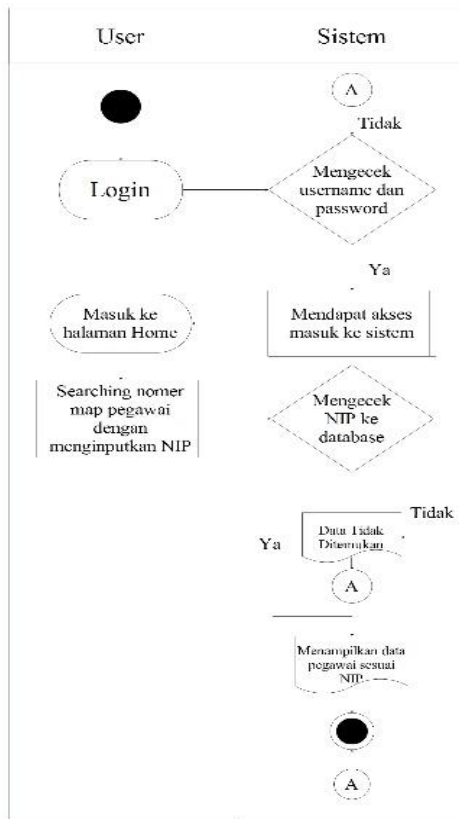 User
Sistem
A
Tidak
Login
Mengecek
username dan
password
Ya
Masuk ke
halaman Home
Mendapat akses
masuk ke sistem
Searching nomer
map pegawai
dengan
menginputkan NIP
Mengecek
NIP ke
database
Tidak
Data Tidak
Ditemukan
Ya
A
Menampilkan data
pegawai sesuai
NIP
A